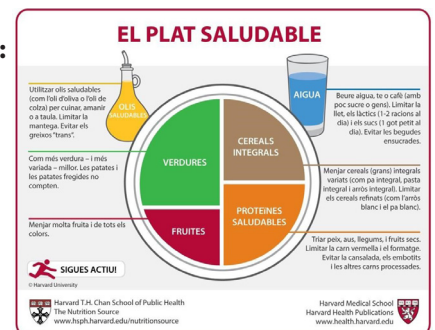 :
EL PLAT SALUDABLE
Utilitzar olis saludables
(com l'oli d'oliva o l'oli de
colza) per cuinar, amanir
o a taula. Limitar la
mantega. Evitar els
greixos "trans".
OLIS
SALUDABLES
AIGUA
Beure aigua, te o cafè (amb
poc sucre o gens). Limitar la
llet, els làctics (1-2 racions al
dia) i els sucs (1 got petit al
dia). Evitar les begudes
ensucrades.
Com més verdura – i més
variada – millor. Les patates i
les patates fregides no
compten.
VERDURES
CEREALS
INTEGRALS
Menjar cereals (grans) integrals
variats (com pa integral, pasta
integral i arròs integral). Limitar
els cereals refinats (com l'arròs
blanc i el pa blanc).
Menjar molta fruita i de tots els
colors.
FRUITES
PROTEÏNES
SALUDABLES
Triar peix, aus, llegums, i fruits secs.
Limitar la carn vermella i el formatge.
Evitar la cansalada, els embotits
i les altres carns processades.
SIGUES ACTIU!
© Harvard University
Harvard T.H. Chan School of Public Health
The Nutrition Source
www.hsph.harvard.edu/nutritionsource
Harvard Medical School
Harvard Health Publications
www.health.harvard.edu